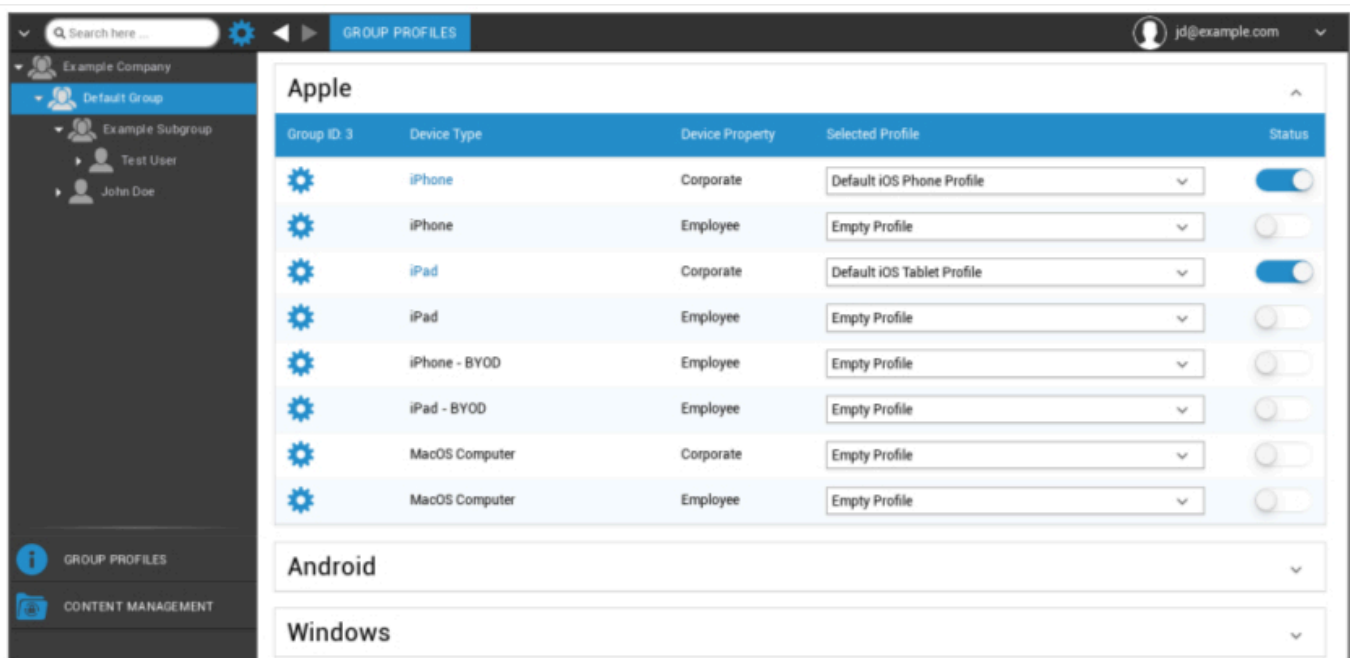 Search here ...
GROUP PROFILES
jd@example.com
Example Company
Default Group
Example Subgroup
Test User
John Doe
GROUP PROFILES
CONTENT MANAGEMENT
Apple
Group ID: 3 Device Type Device Property Selected Profile Status
iPhone Corporate Default iOS Phone Profile
iPhone Employee Empty Profile
iPad Corporate Default iOS Tablet Profile
iPad Employee Empty Profile
iPhone - BYOD Employee Empty Profile
iPad - BYOD Employee Empty Profile
MacOS Computer Corporate Empty Profile
MacOS Computer Employee Empty Profile
Android
Windows